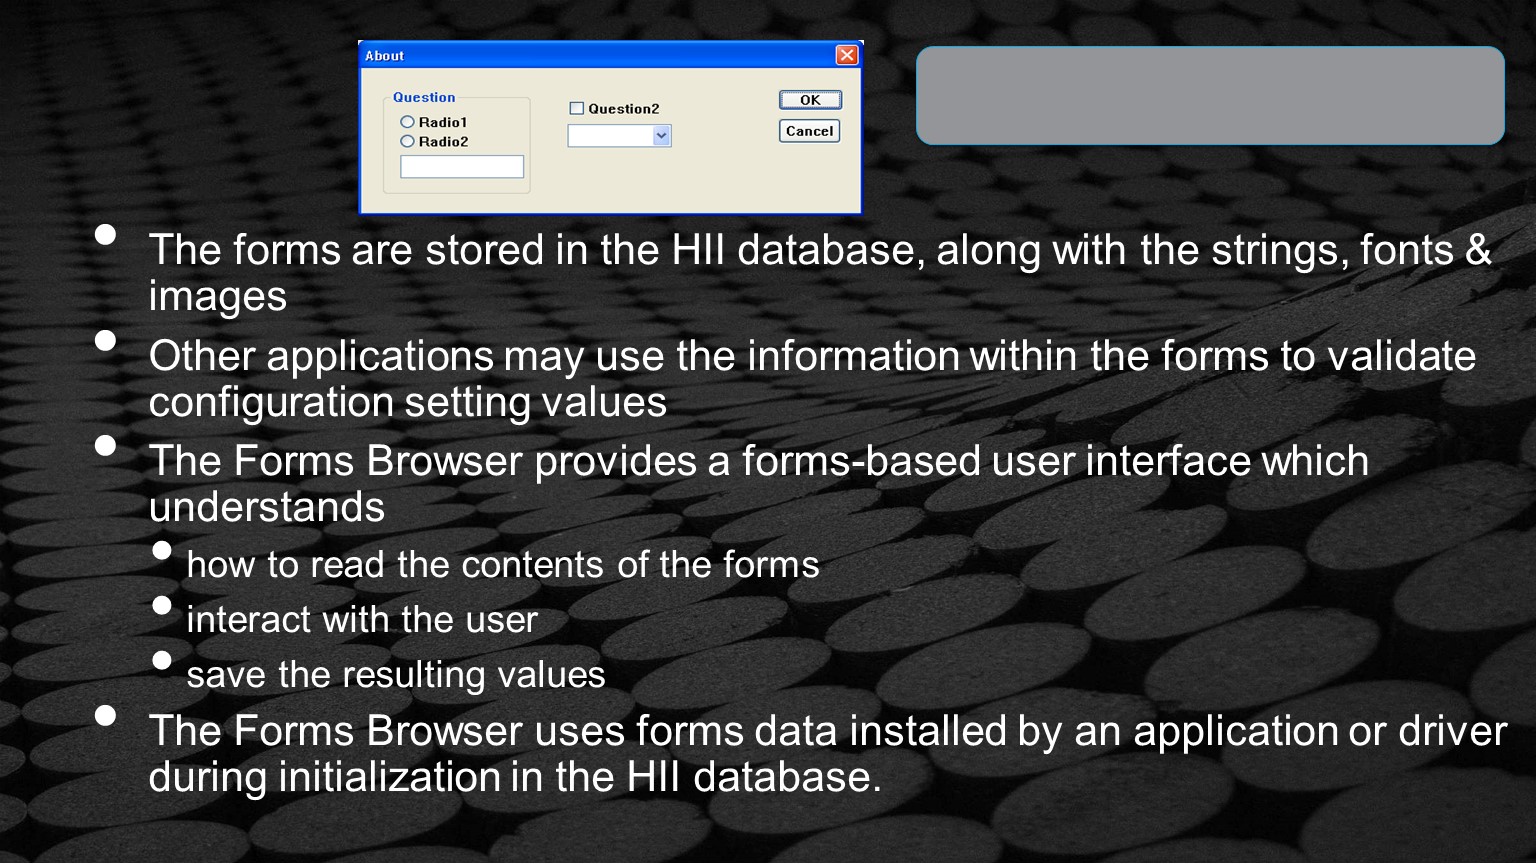 About
Question
Radio1
Radio2
Question2
OK
Cancel
• The forms are stored in the HII database, along with the strings, fonts &
images
• Other applications may use the information within the forms to validate
configuration setting values
• The Forms Browser provides a forms-based user interface which
understands
• how to read the contents of the forms
• interact with the user
• save the resulting values
• The Forms Browser uses forms data installed by an application or driver
during initialization in the HII database.